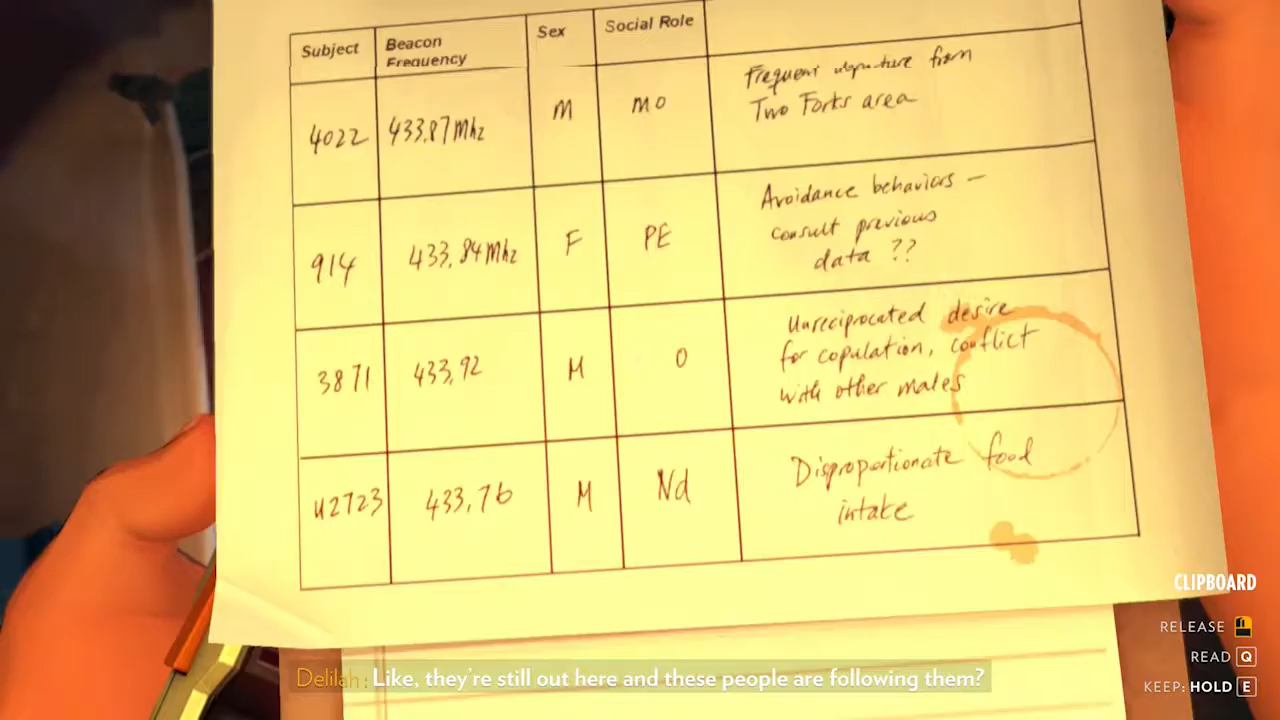 Subject Beacon Frequency Sex Social Role
4022 433.87Mhz M MO Frequent departure from
Two Forks area
914 433.84Mhz F PE Avoidance behaviors –
consult previous
data ??
3871 433.92 M O Unreciprocated desire
for copulation, conflict
with other males
42723 433.76 M Nd Disproportionate food
intake
CLIPBOARD
RELEASE
READ Q
KEEP: HOLD E
Delilah: Like, they're still out here and these people are following them?